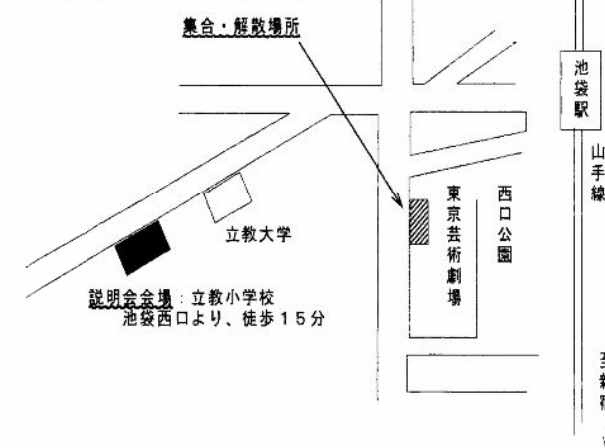 集合・解散場所
池袋駅
山手線
東京芸術劇場
西口公園
立教大学
説明会会場：立教小学校
池袋西口より、徒歩15分